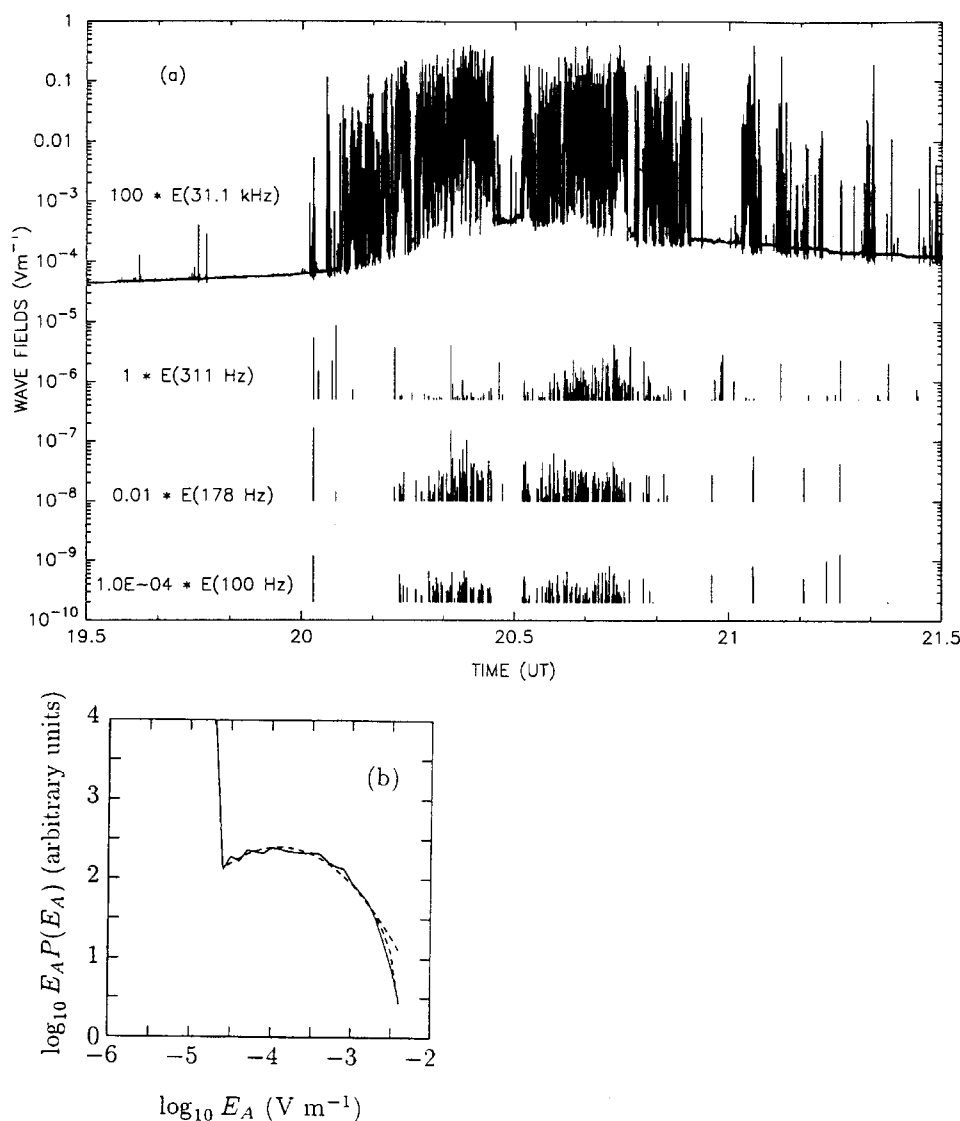 1
0.1
(a)
0.01
10⁻³
100 * E(31.1 kHz)
10⁻⁴
10⁻⁵
1 * E(311 Hz)
10⁻⁶
10⁻⁷
0.01 * E(178 Hz)
10⁻⁸
10⁻⁹
1.0E−04 * E(100 Hz)
10⁻¹⁰
WAVE FIELDS (Vm⁻¹)
19.5 20 20.5 21 21.5
TIME (UT)
4
(b)
3
2
1
0
log₁₀ E_A P(E_A) (arbitrary units)
−6 −5 −4 −3 −2
log₁₀ E_A (V m⁻¹)